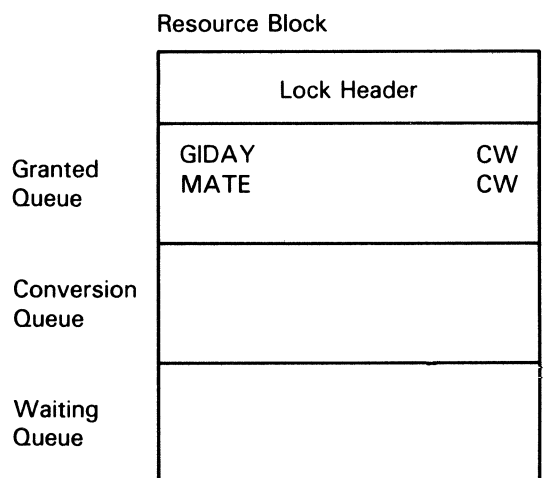 Resource Block
Lock Header
Granted
Queue
GIDAY CW
MATE CW
Conversion
Queue
Waiting
Queue